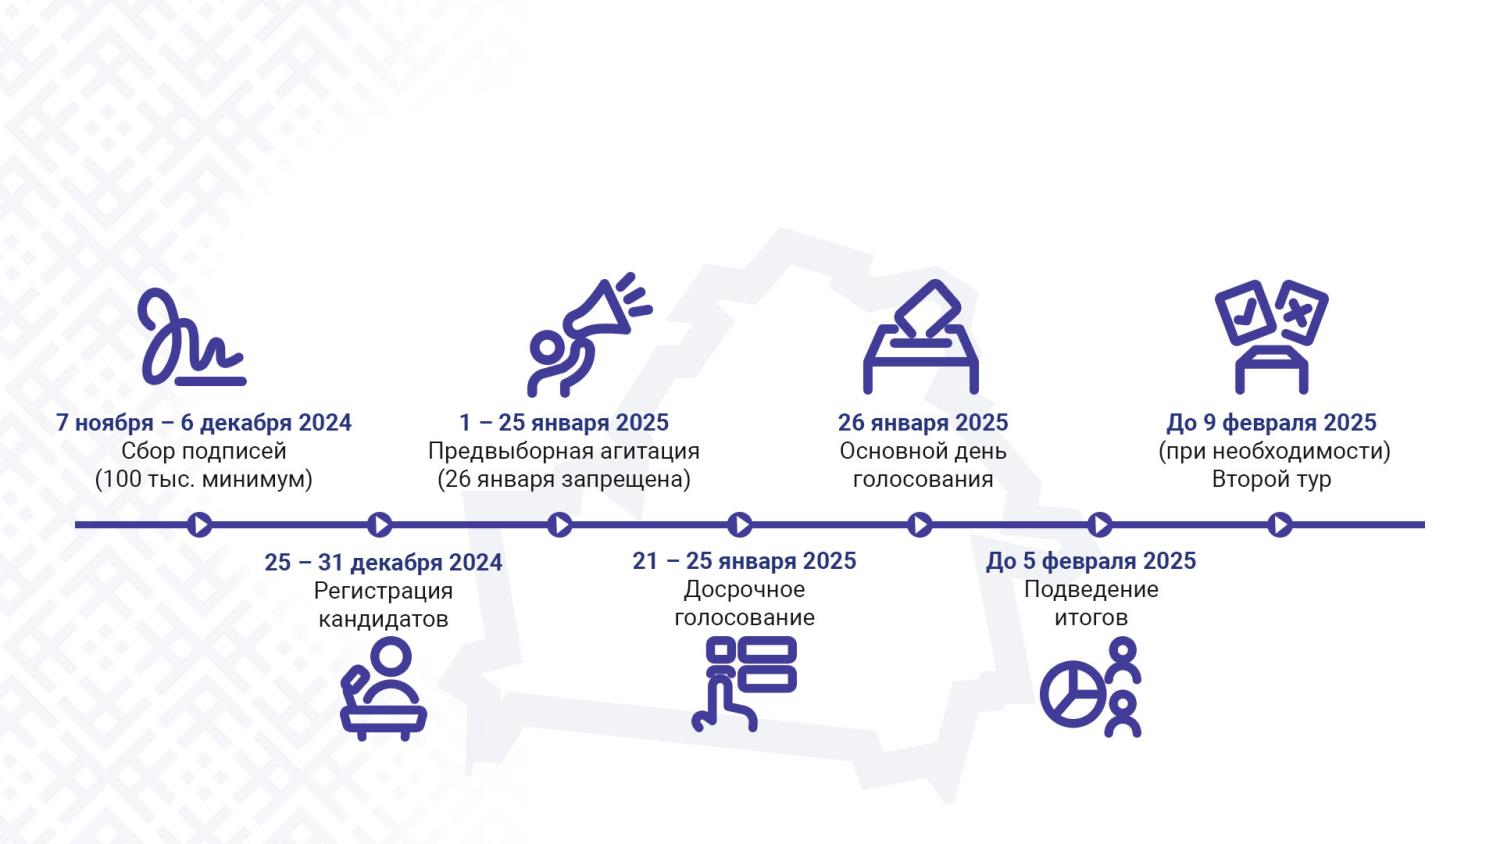 7 ноября – 6 декабря 2024
Сбор подписей
(100 тыс. минимум)
25 – 31 декабря 2024
Регистрация
кандидатов
1 – 25 января 2025
Предвыборная агитация
(26 января запрещена)
21 – 25 января 2025
Досрочное
голосование
26 января 2025
Основной день
голосования
До 5 февраля 2025
Подведение
итогов
До 9 февраля 2025
(при необходимости)
Второй тур